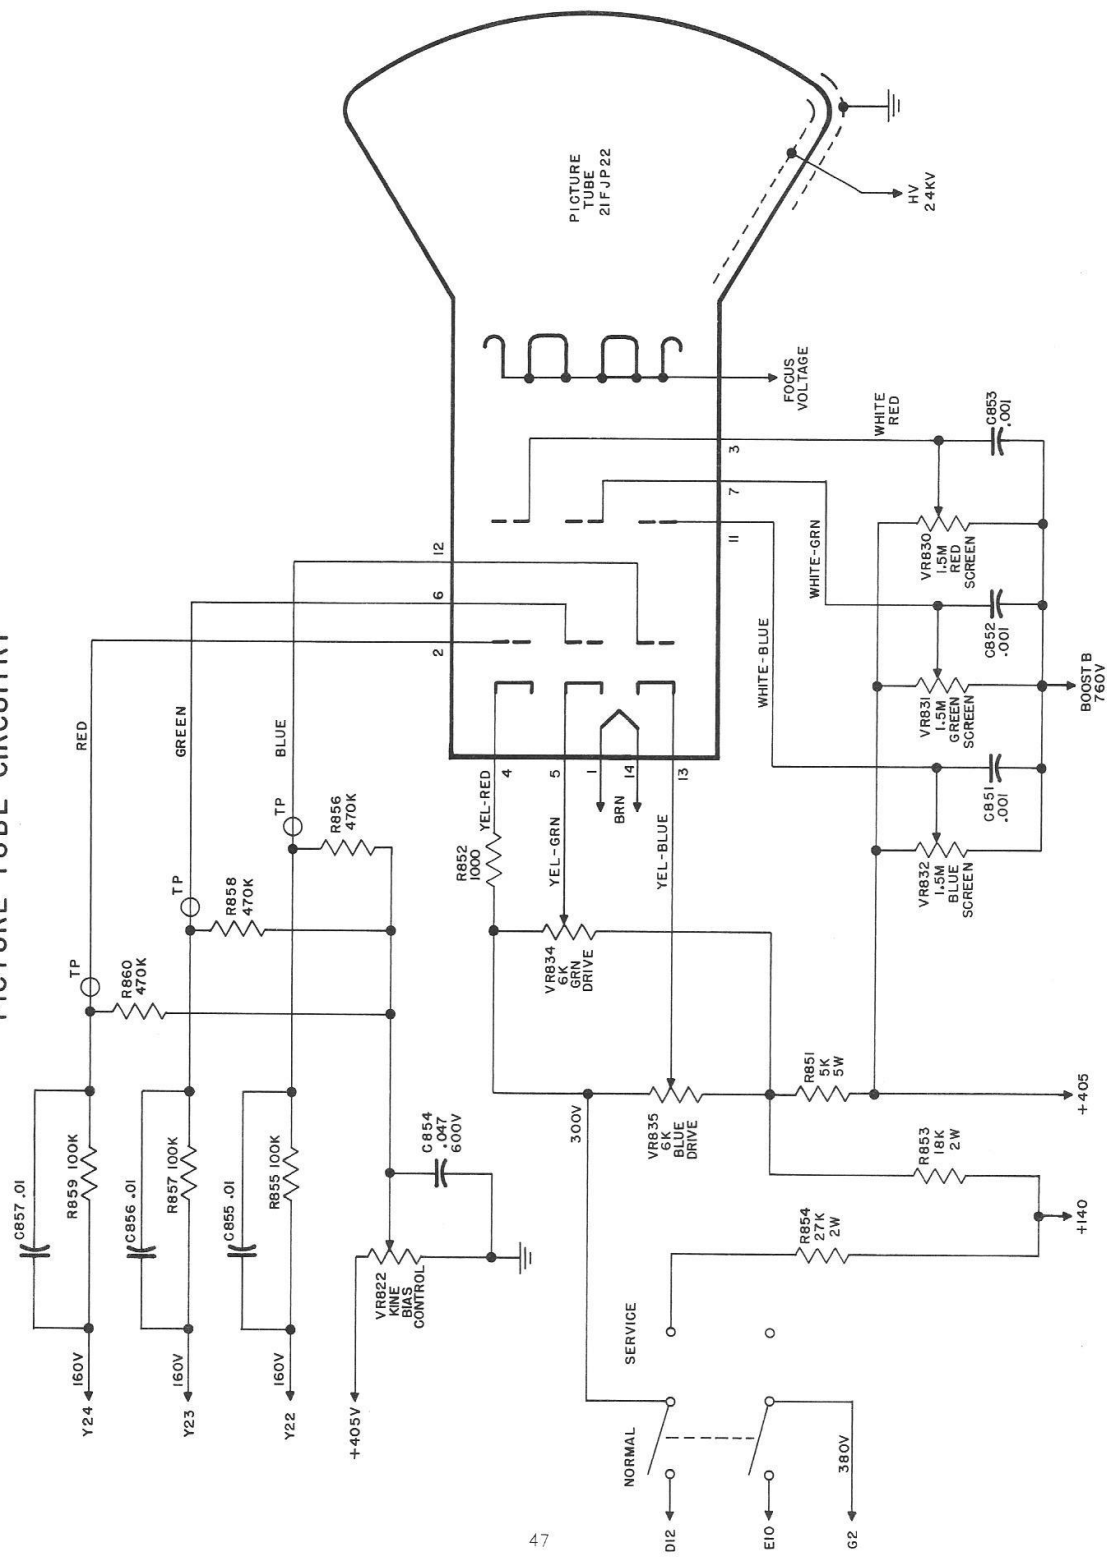 PICTURE TUBE CIRCUITRY
C857 .01
R859 100K
160V
Y24
C856 .01
R857 100K
160V
Y23
C855 .01
R855 100K
160V
Y22
+405V
VR822
KINE
BIAS
CONTROL
C854
.047
600V
TP
R860
470K
TP
R858
470K
TP
R856
470K
RED
GREEN
BLUE
2
6
12
PICTURE
TUBE
21FJP22
HV
24KV
FOCUS
VOLTAGE
4
5
1
14
13
3
7
11
YEL-RED
R852
1000
YEL-GRN
BRN
YEL-BLUE
VR834
6K
GRN
DRIVE
300V
VR835
6K
BLUE
DRIVE
R851
5K
5W
+405
R853
18K
2W
R854
27K
2W
+140
NORMAL
SERVICE
D12
E10
G2
380V
WHITE
RED
WHITE-GRN
WHITE-BLUE
C853
.001
VR830
1.5M
RED
SCREEN
C852
.001
VR831
1.5M
GREEN
SCREEN
C851
.001
VR832
1.5M
BLUE
SCREEN
BOOST B
760V
47